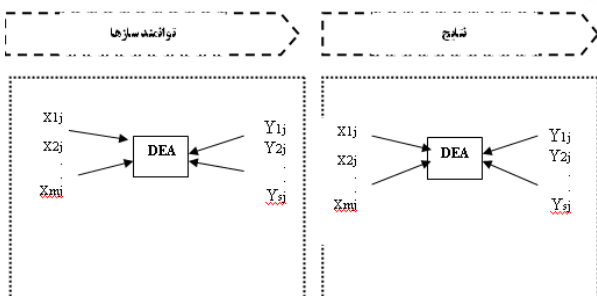 توانمندسازها
نتایج
X1j
X2j
.
.
Xmj
DEA
Y1j
Y2j
.
.
Ysj
X1j
X2j
.
.
Xmj
DEA
Y1j
Y2j
.
.
Ysj